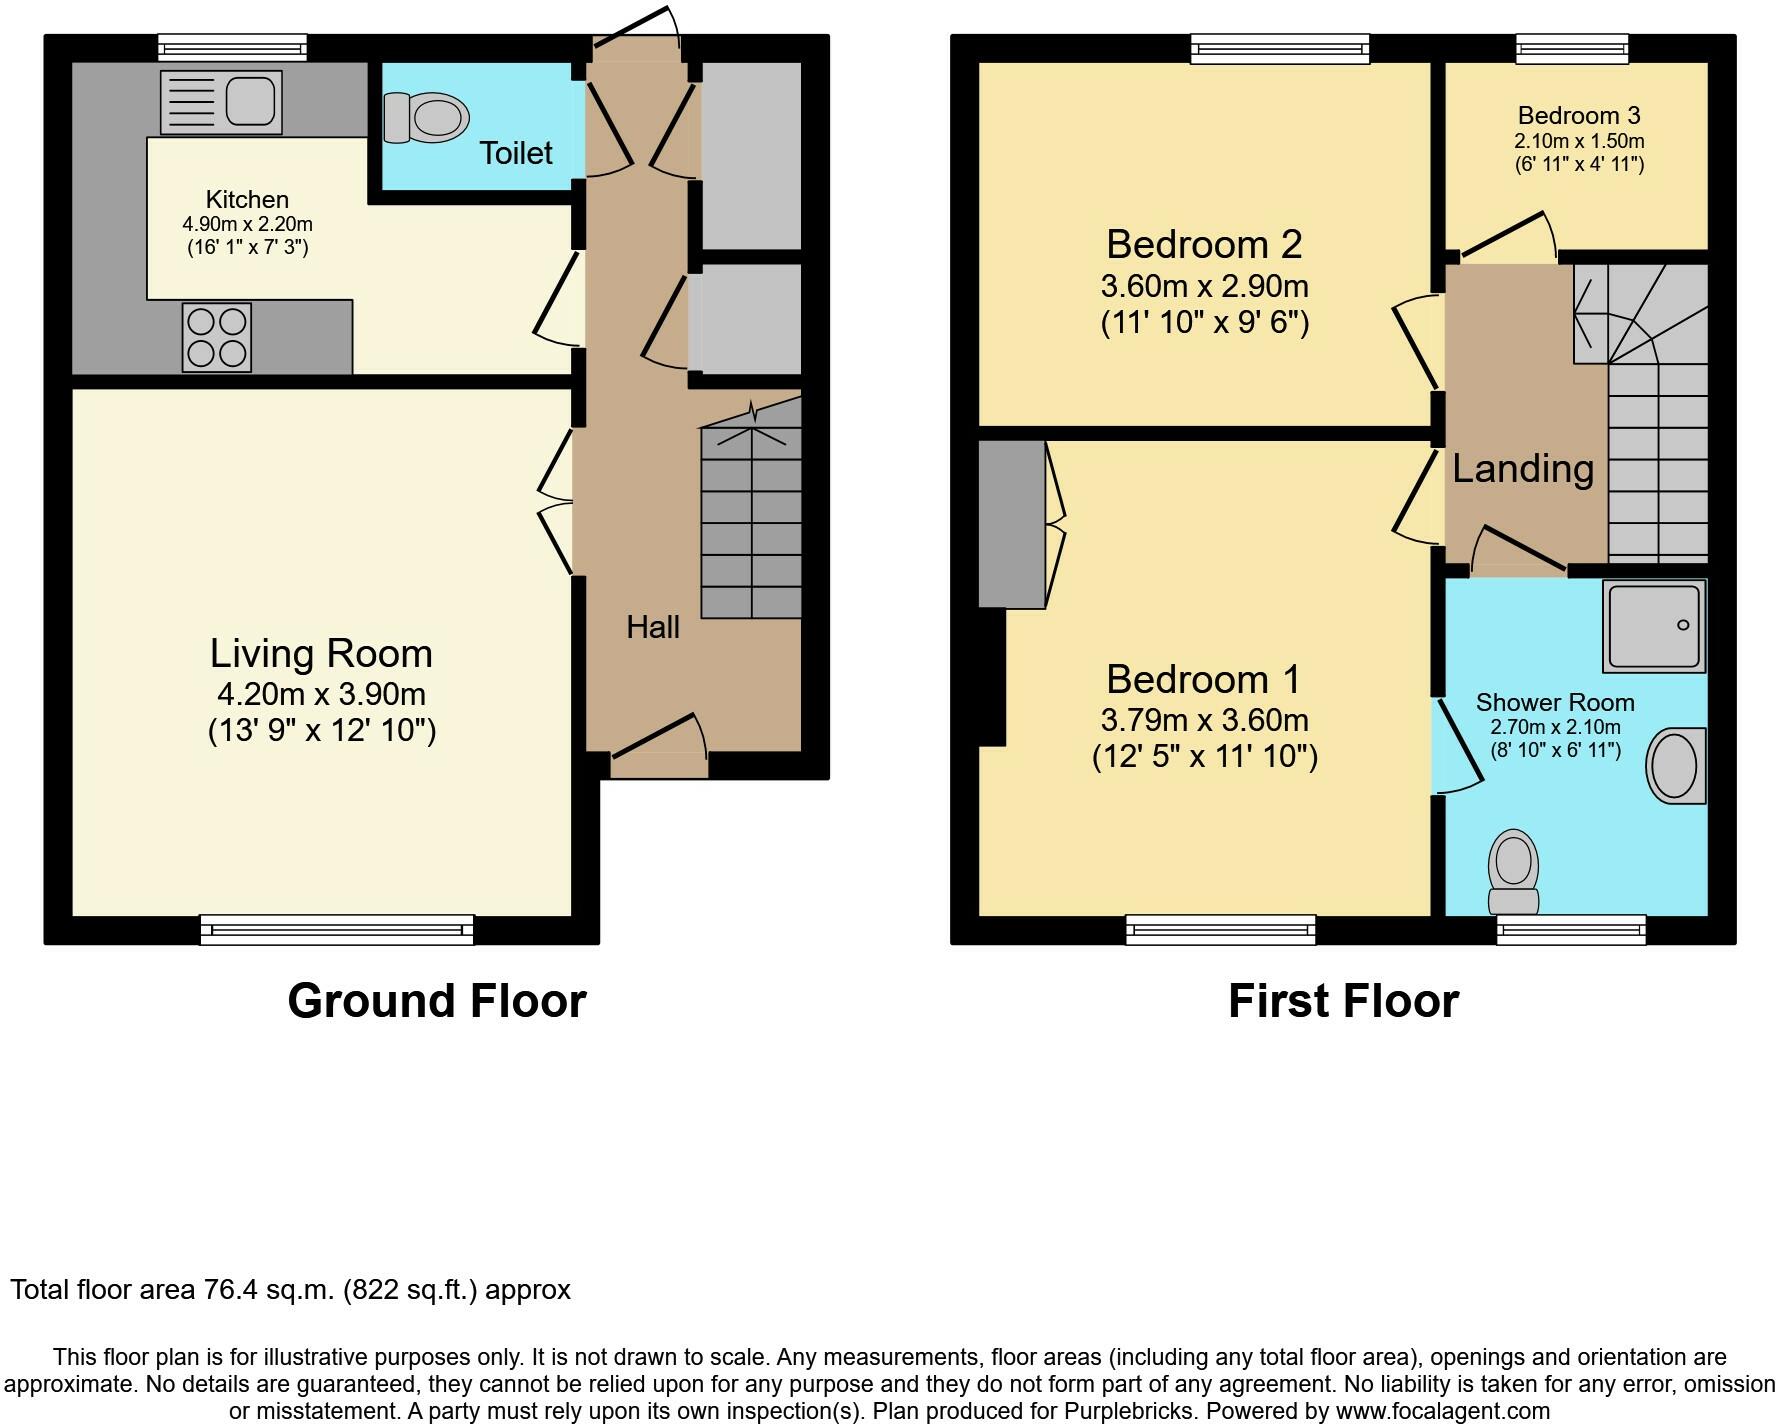 Toilet
Kitchen
4.90m x 2.20m
(16' 1" x 7' 3")
Living Room
4.20m x 3.90m
(13' 9" x 12' 10")
Hall
Ground Floor
Bedroom 3
2.10m x 1.50m
(6' 11" x 4' 11")
Bedroom 2
3.60m x 2.90m
(11' 10" x 9' 6")
Landing
Bedroom 1
3.79m x 3.60m
(12' 5" x 11' 10")
Shower Room
2.70m x 2.10m
(8' 10" x 6' 11")
First Floor
Total floor area 76.4 sq.m. (822 sq.ft.) approx
This floor plan is for illustrative purposes only. It is not drawn to scale. Any measurements, floor areas (including any total floor area), openings and orientation are
approximate. No details are guaranteed, they cannot be relied upon for any purpose and they do not form part of any agreement. No liability is taken for any error, omission
or misstatement. A party must rely upon its own inspection(s). Plan produced for Purplebricks. Powered by www.focalagent.com